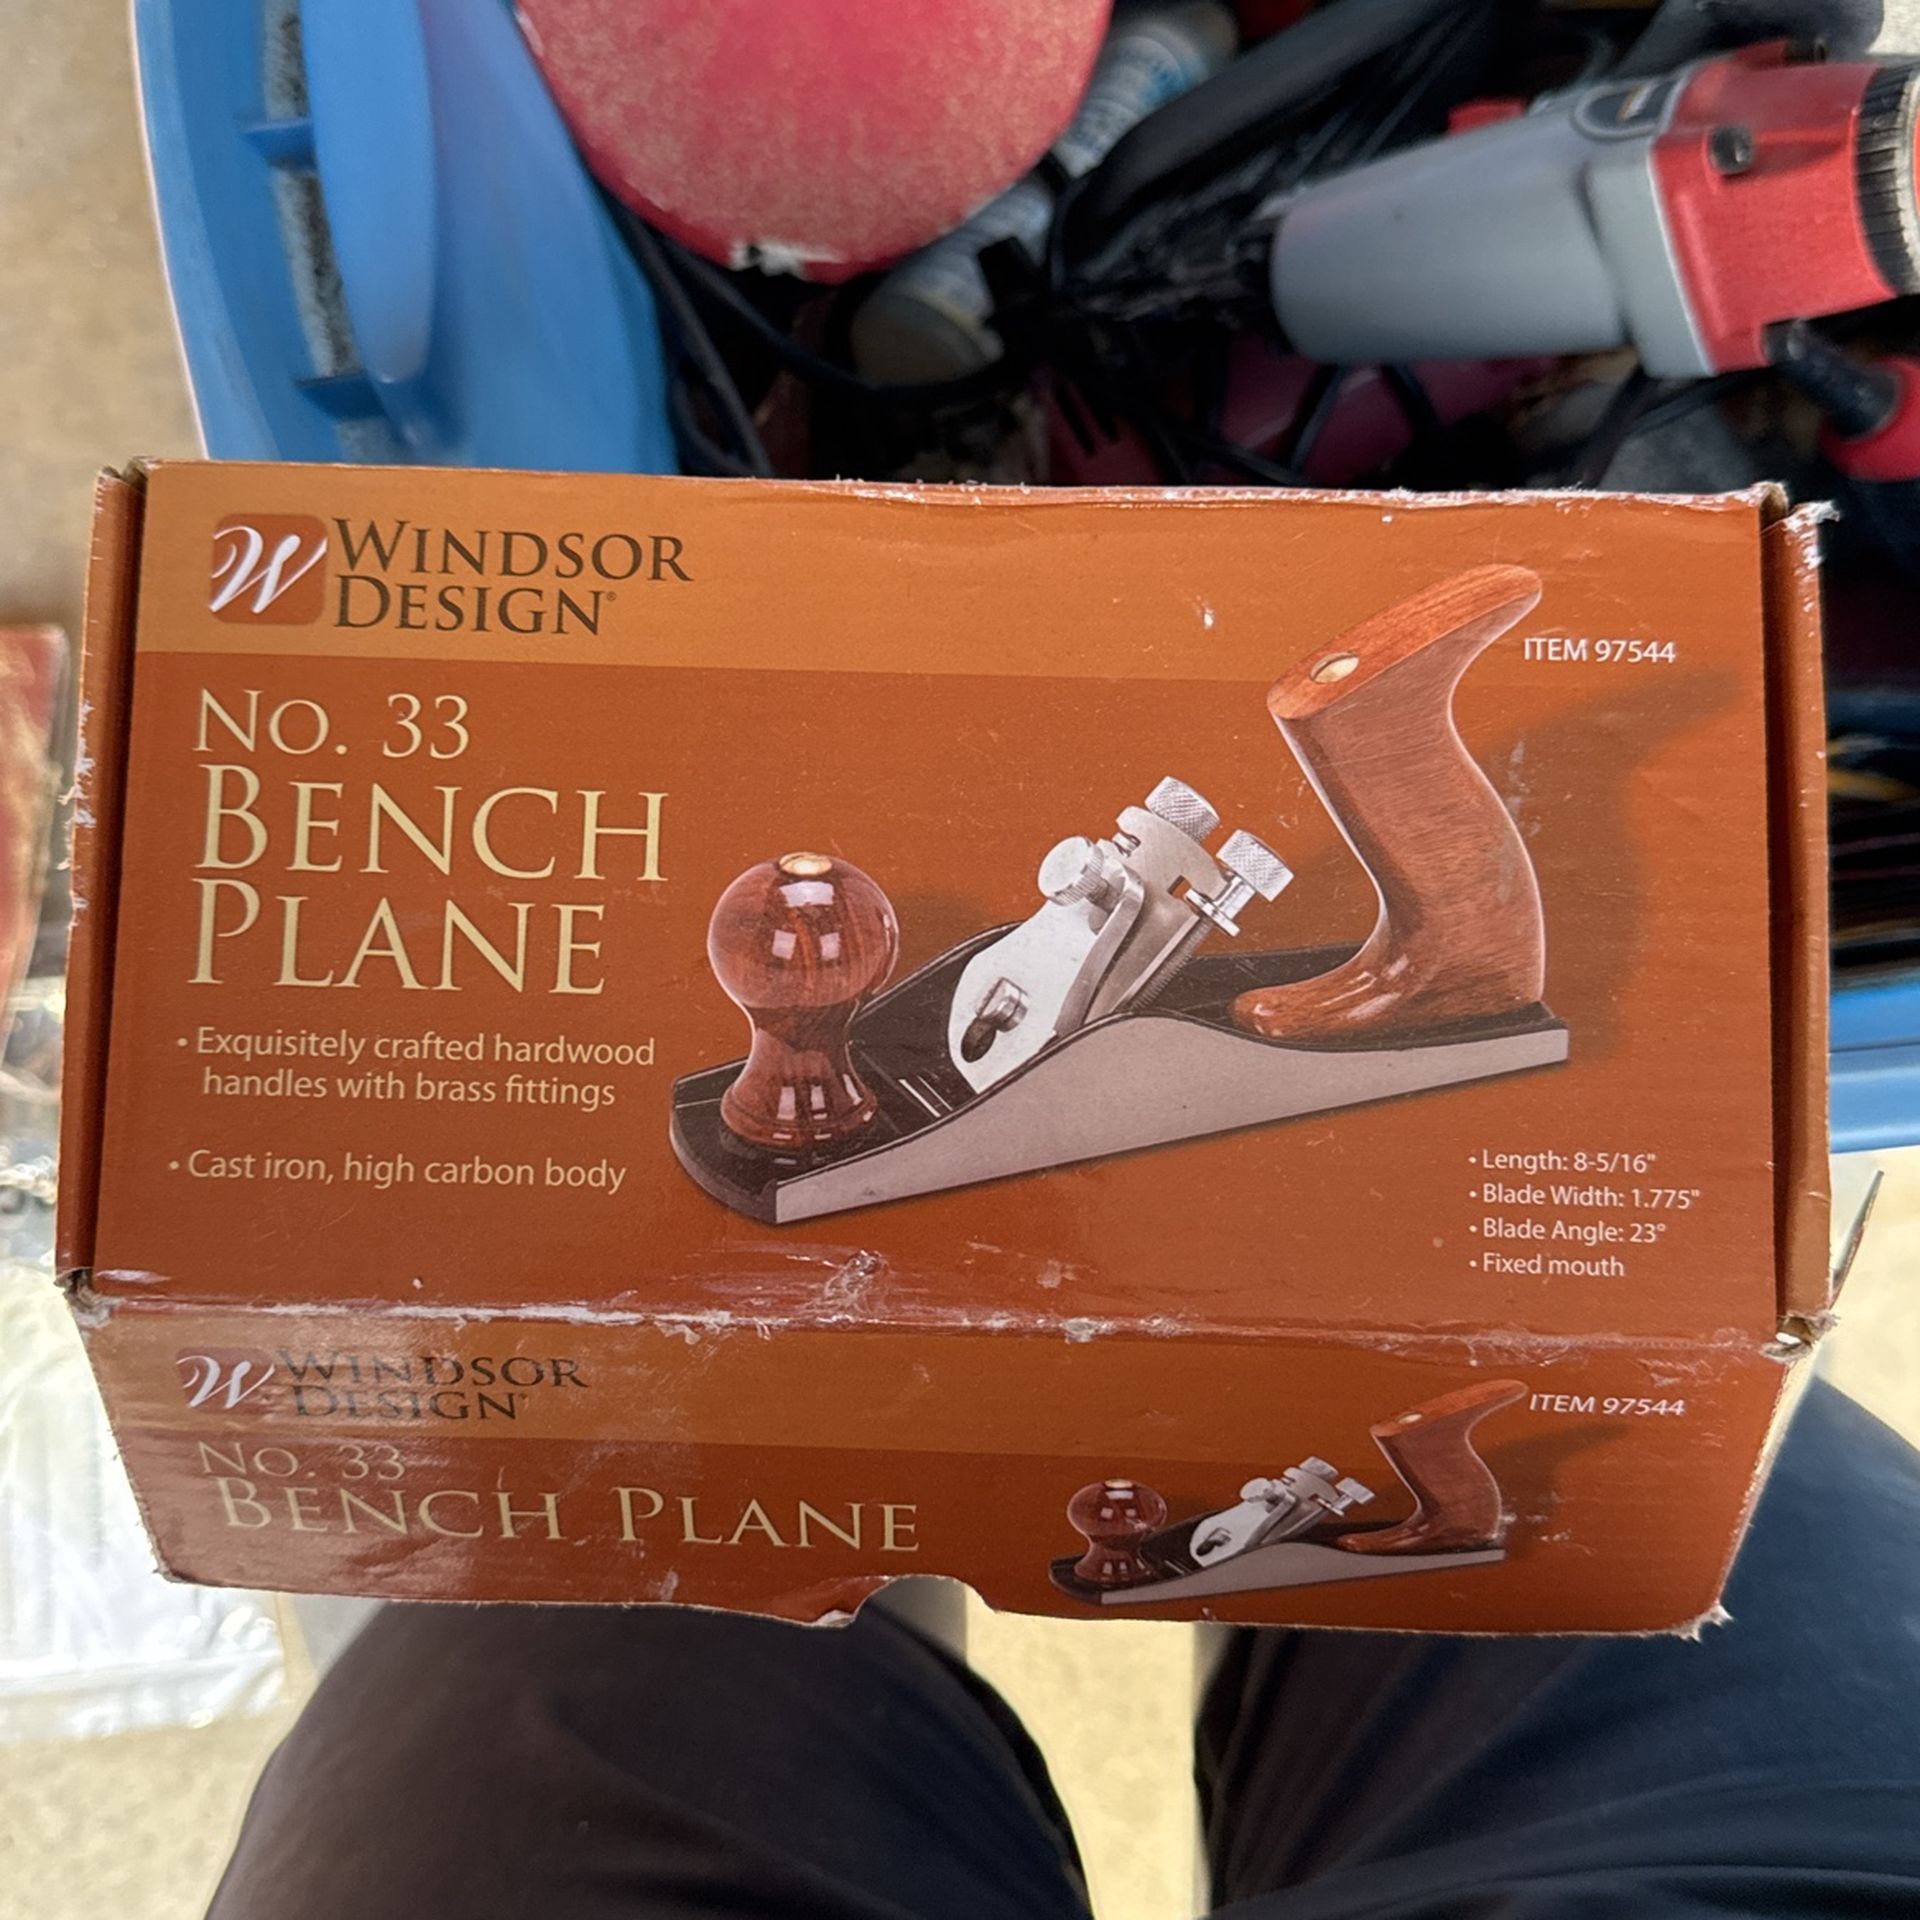 WINDSOR
DESIGN®
ITEM 97544
NO. 33
BENCH
PLANE
• Exquisitely crafted hardwood
handles with brass fittings
• Cast iron, high carbon body
• Length: 8-5/16"
• Blade Width: 1.775"
• Blade Angle: 23°
• Fixed mouth
WINDSOR
DESIGN®
ITEM 97544
NO. 33
BENCH PLANE